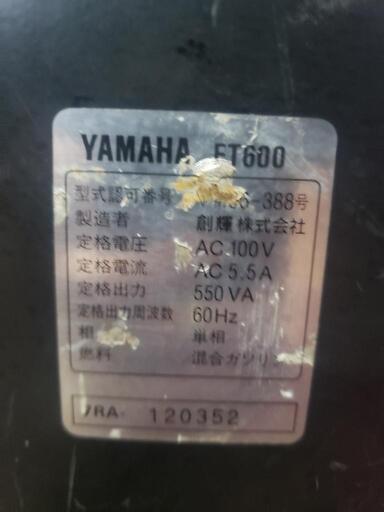 YAMAHA ET600
型式認可番号 6-388号
製造者 創輝株式会社
定格電圧 AC 100V
定格電流 AC 5.5A
定格出力 550VA
定格出力周波数 60Hz
相 単相
燃料 混合ガソリン
7RA- 120352